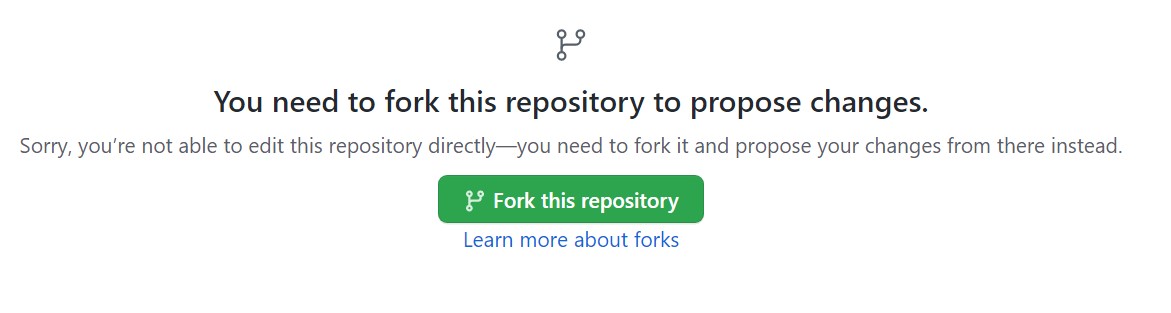 You need to fork this repository to propose changes.
Sorry, you’re not able to edit this repository directly—you need to fork it and propose your changes from there instead.
Fork this repository
Learn more about forks